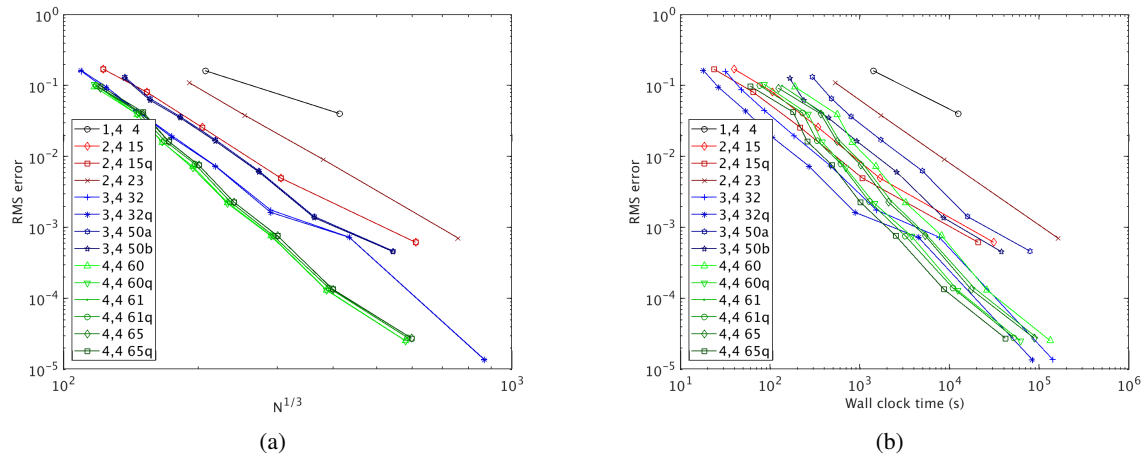 10^0
10^-1
10^-2
10^-3
10^-4
10^-5
RMS error
1,4 4
2,4 15
2,4 15q
2,4 23
3,4 32
3,4 32q
3,4 50a
3,4 50b
4,4 60
4,4 60q
4,4 61
4,4 61q
4,4 65
4,4 65q
10^2
10^3
N^1/3
(a)
10^0
10^-1
10^-2
10^-3
10^-4
10^-5
RMS error
1,4 4
2,4 15
2,4 15q
2,4 23
3,4 32
3,4 32q
3,4 50a
3,4 50b
4,4 60
4,4 60q
4,4 61
4,4 61q
4,4 65
4,4 65q
10^1
10^2
10^3
10^4
10^5
10^6
Wall clock time (s)
(b)